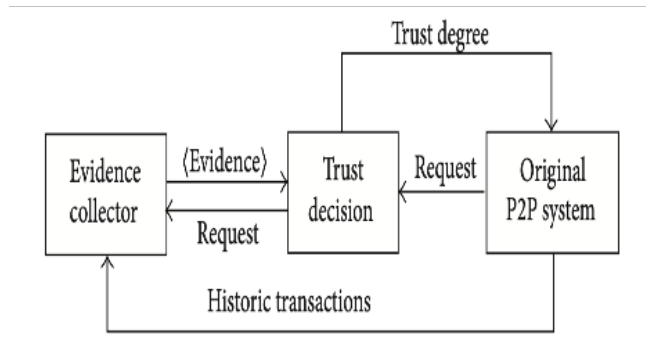 Trust degree
Evidence
collector
⟨Evidence⟩
Request
Trust
decision
Request
Original
P2P system
Historic transactions